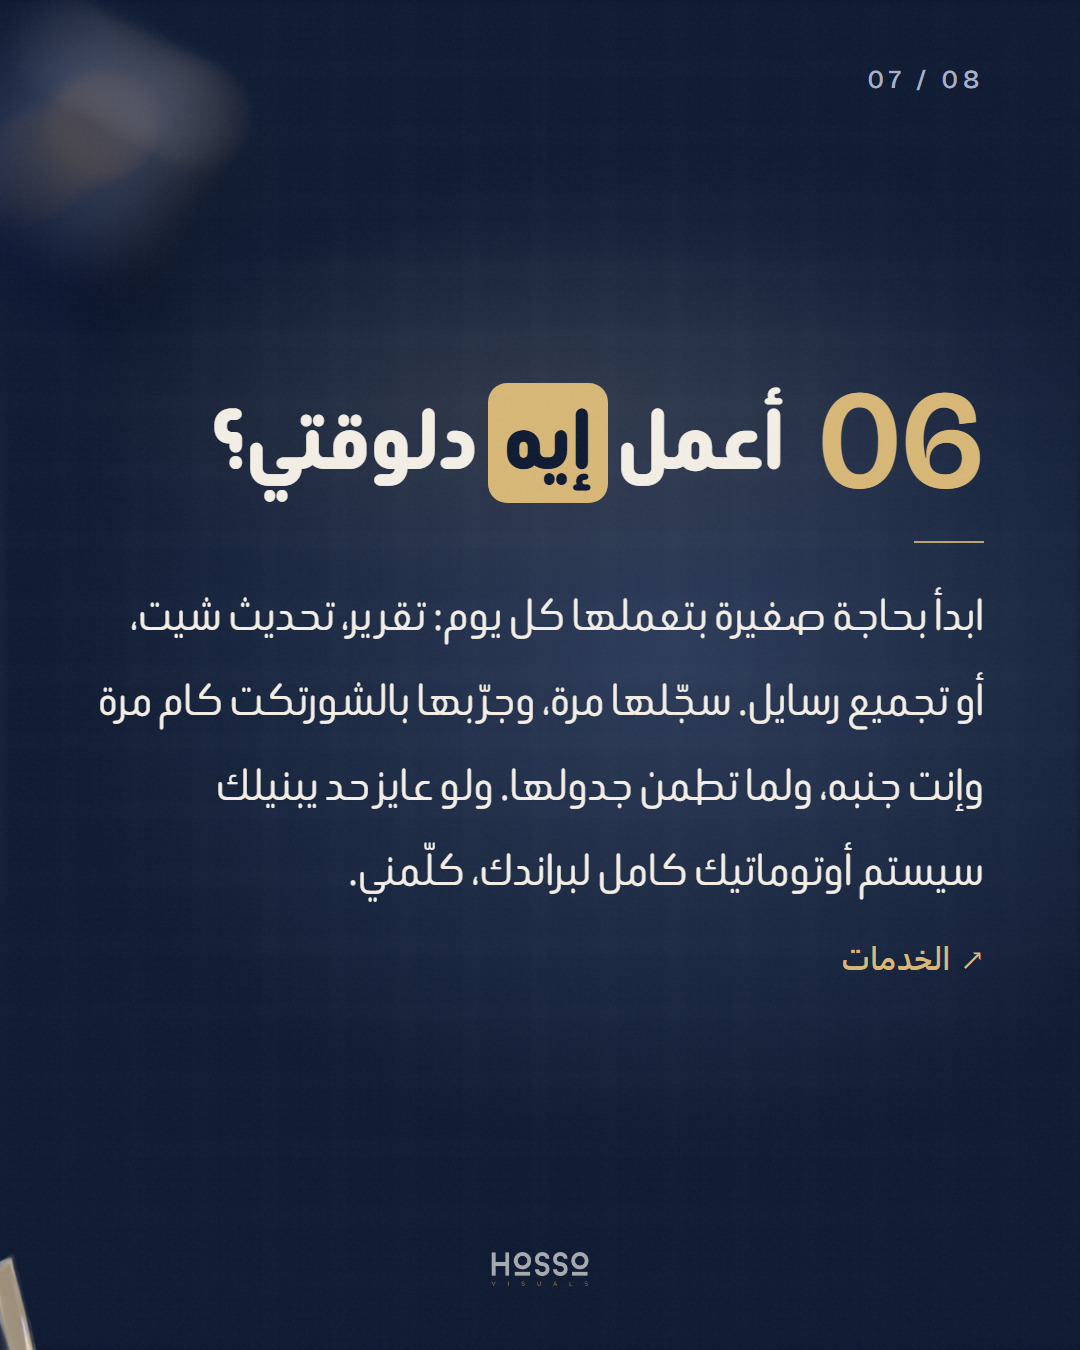 07 / 08
06 أعمل إيه دلوقتي؟
ابدأ بحاجة صغيرة بتعملها كل يوم: تقرير، تحديث شيت،
أو تجميع رسايل. سجّلها مرة، وجرّبها بالشورتكت كام مرة
وإنت جنبه، ولما تطمن جدولها. ولو عايز حد يبنيلك
سيستم أوتوماتيك كامل لبراندك، كلّمني.
↗ الخدمات
HOSSO
VISUALS